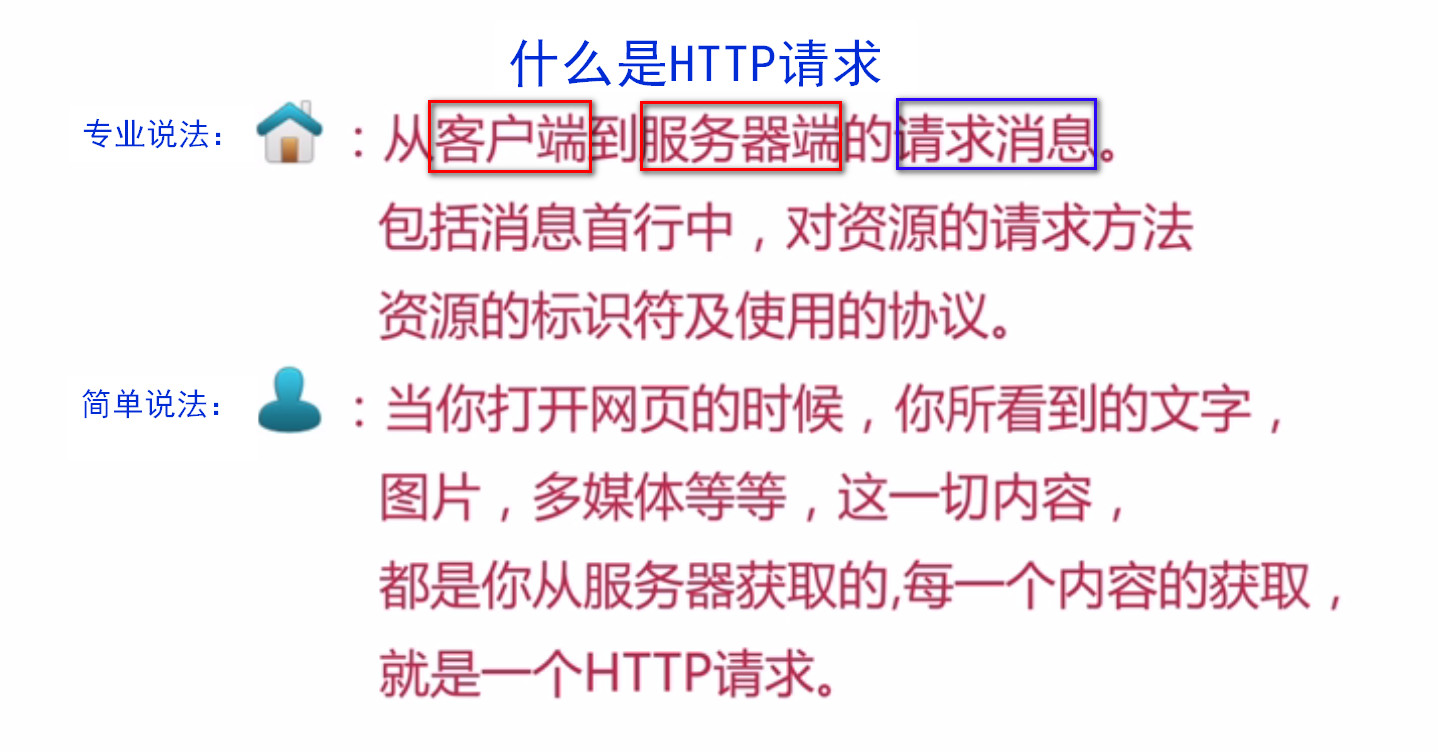 什么是HTTP请求
专业说法: :从客户端到服务器端的请求消息。
包括消息首行中，对资源的请求方法
资源的标识符及使用的协议。
简单说法: :当你打开网页的时候，你所看到的文字，
图片，多媒体等等，这一切内容，
都是你从服务器获取的,每一个内容的获取，
就是一个HTTP请求。